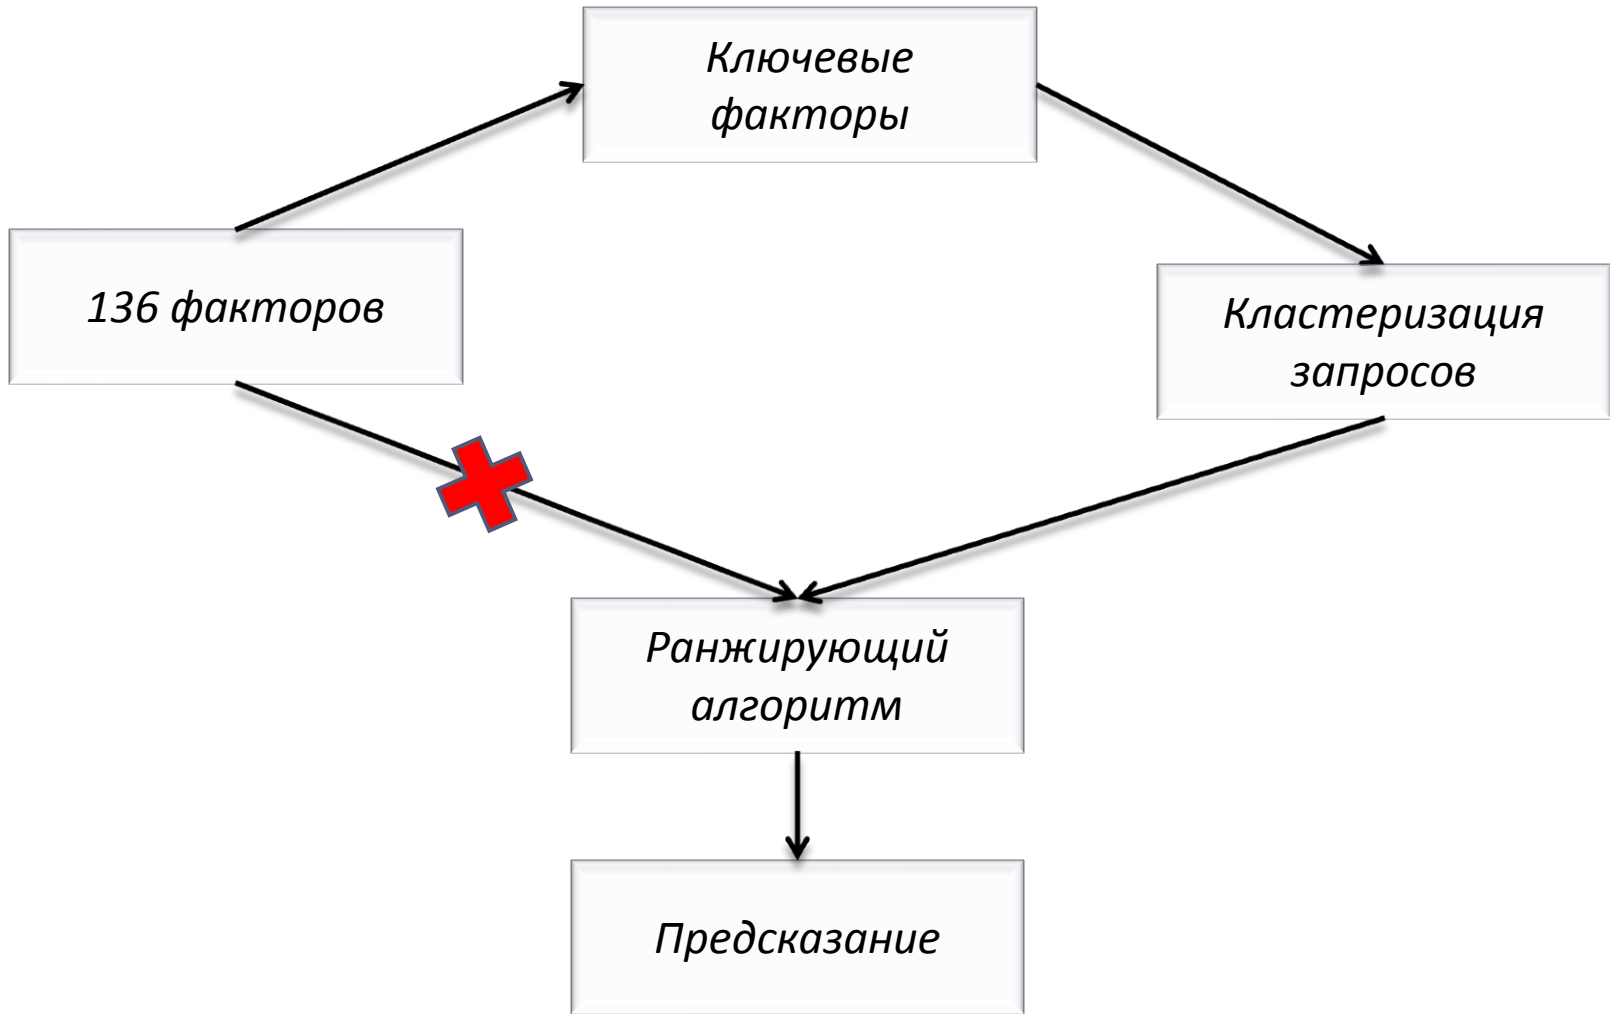 Ключевые
факторы
136 факторов
Кластеризация
запросов
Ранжирующий
алгоритм
Предсказание